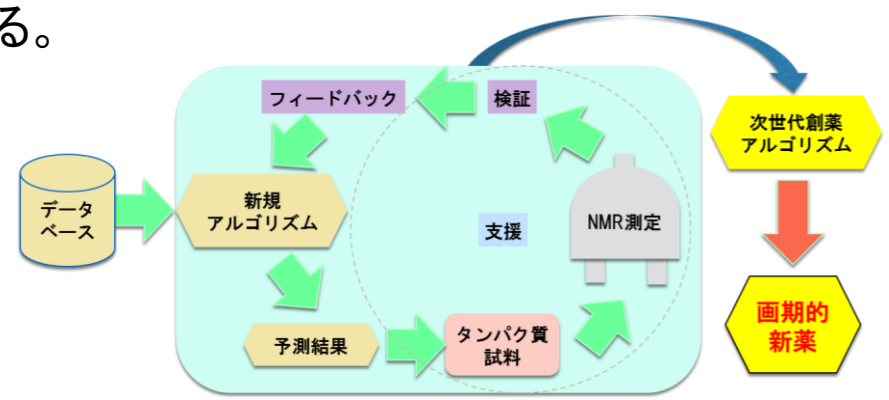 る。
フィードバック
検証
次世代創薬
アルゴリズム
データ
ベース
新規
アルゴリズム
支援
NMR測定
予測結果
タンパク質
試料
画期的
新薬